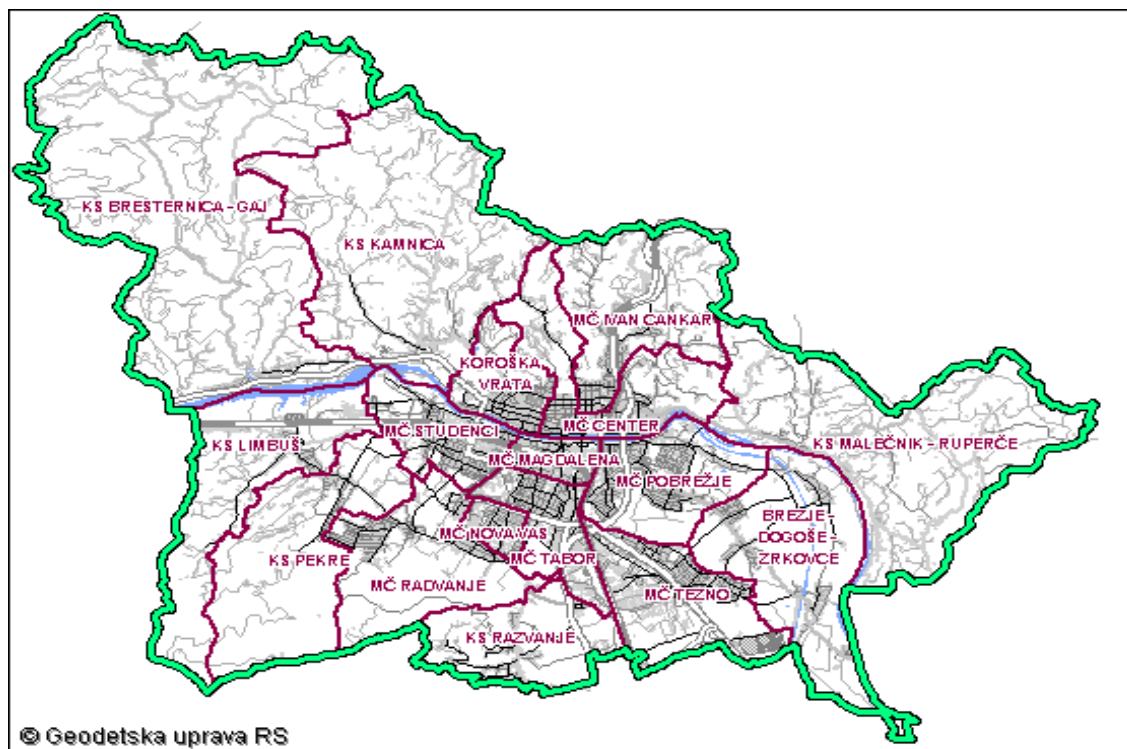 KS BRESTERNICA - GAJ
KS KAMNICA
MČ IVAN CANKAR
KOROŠKA
VRATA
MČ CENTER
MČ STUDENCI
KS LIMBUŠ
KS MALEČNIK - RUPERČE
MČ MAGDALENA
MČ POBREŽJE
BREZJE-
DOGOŠE-
ZRKOVCE
MČ NOVA VAS
KS PEKRE
MČ TABOR
MČ RADVANJE
MČ TEZNO
KS RAZVANJE
© Geodetska uprava RS